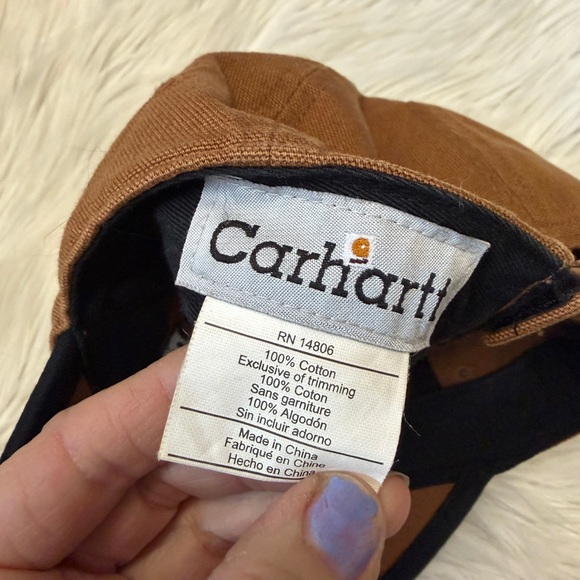 Carhartt
RN 14806
100% Cotton
Exclusive of trimming
100% Coton
Sans garniture
100% Algodón
Sin incluir adorno
Made in China
Fabriqué en Chine
Hecho en China